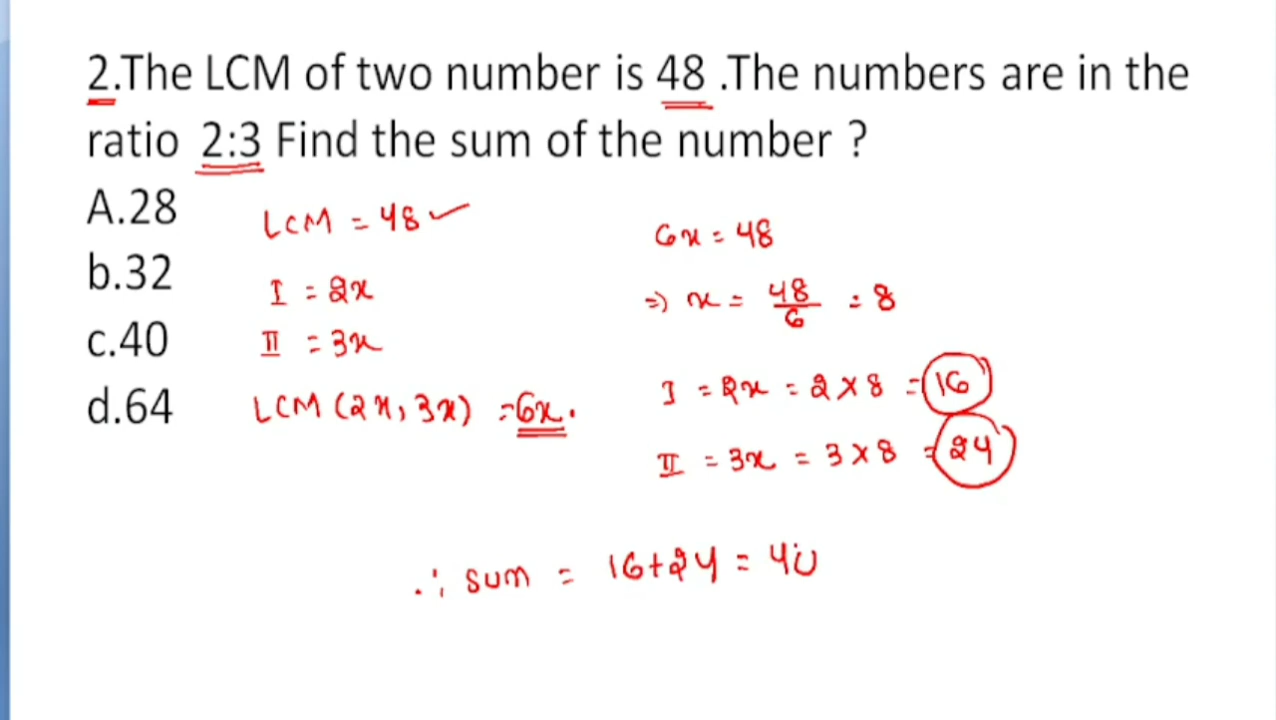 2.The LCM of two number is 48 .The numbers are in the
ratio 2:3 Find the sum of the number ?
A.28
b.32
c.40
d.64
LCM = 48 ✓
I = 2x
II = 3x
LCM (2x, 3x) = 6x.
6x = 48
=) x = 48/6 = 8
I = 2x = 2 × 8 = 16
II = 3x = 3 × 8 = 24
∴ sum = 16+24 = 40